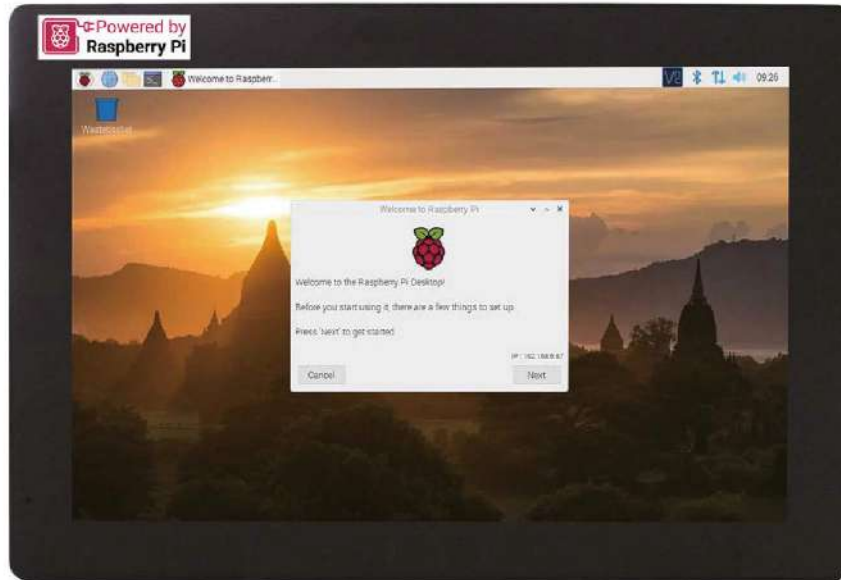 Powered by
Raspberry Pi
Welcome to Raspberr..
V2
09:26
Wastebasket
Welcome to Raspberry Pi
Welcome to the Raspberry Pi Desktop!
Before you start using it, there are a few things to set up.
Press 'Next' to get started.
Cancel
Next